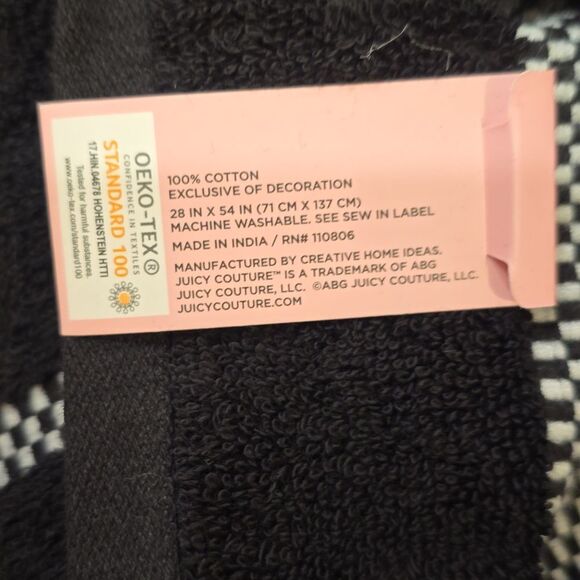 OEKO-TEX®
CONFIDENCE IN TEXTILES
STANDARD 100
17.HIN.04678 HOHENSTEIN HTTI
Tested for harmful substances.
www.oeko-tex.com/standard100
100% COTTON
EXCLUSIVE OF DECORATION
28 IN X 54 IN (71 CM X 137 CM)
MACHINE WASHABLE. SEE SEW IN LABEL
MADE IN INDIA / RN# 110806
MANUFACTURED BY CREATIVE HOME IDEAS.
JUICY COUTURE™ IS A TRADEMARK OF ABG
JUICY COUTURE, LLC. ©ABG JUICY COUTURE, LLC.
JUICYCOUTURE.COM